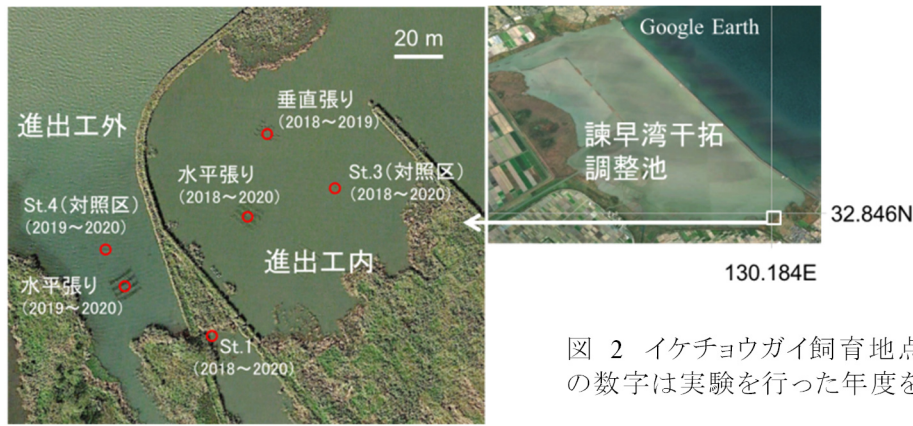 20 m
垂直張り
(2018～2019)
進出工外
水平張り
(2018～2020)
St.3(対照区)
(2018～2020)
St.4(対照区)
(2019～2020)
進出工内
水平張り
(2019～2020)
St.1
(2018～2020)
Google Earth
諫早湾干拓
調整池
32.846N
130.184E
図 2 イケチョウガイ飼育地点
の数字は実験を行った年度を